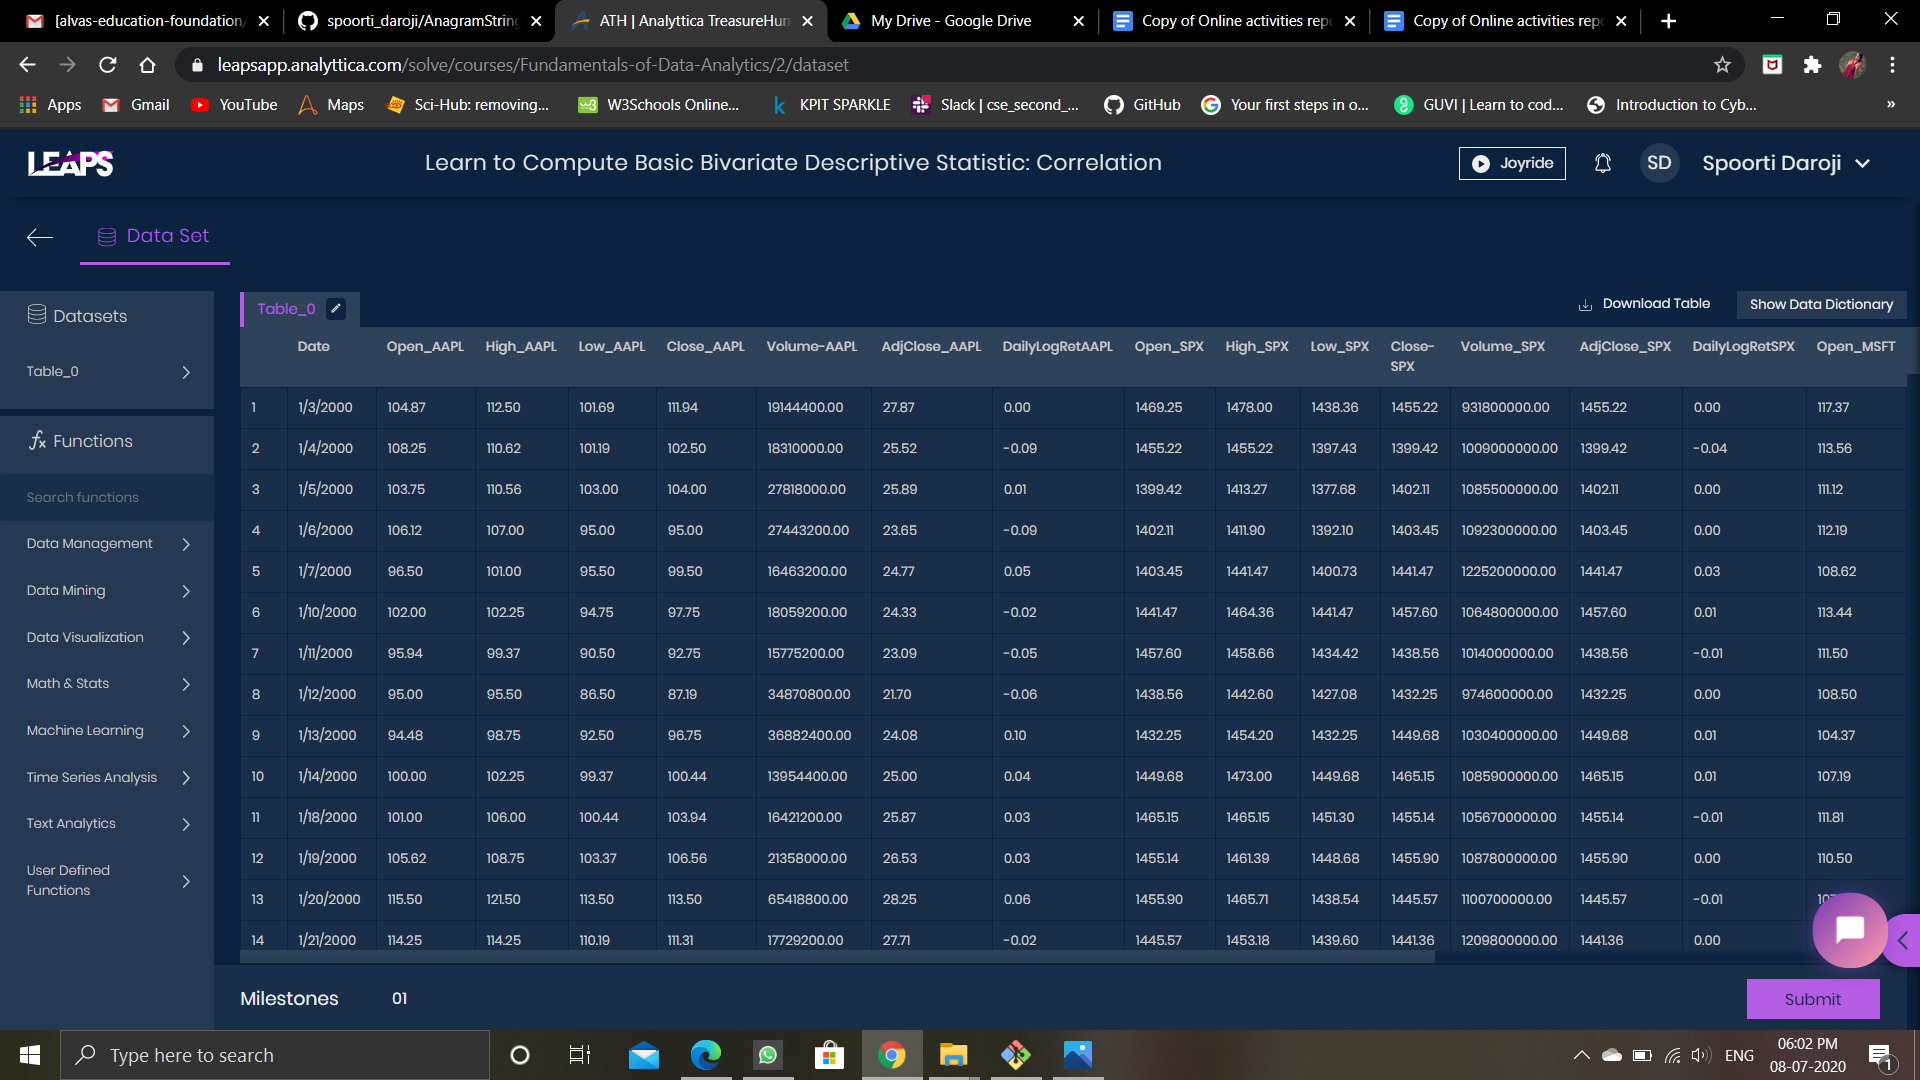 [alvas-education-foundation/
spoorti_daroji/AnagramString
ATH | Analyttica TreasureHun
My Drive - Google Drive
Copy of Online activities repo
Copy of Online activities repo
leapsapp.analyttica.com/solve/courses/Fundamentals-of-Data-Analytics/2/dataset
Apps
Gmail
YouTube
Maps
Sci-Hub: removing...
W3Schools Online...
KPIT SPARKLE
Slack | cse_second_...
GitHub
Your first steps in o...
GUVI | Learn to cod...
Introduction to Cyb...
»
LEAPS
Learn to Compute Basic Bivariate Descriptive Statistic: Correlation
Joyride
SD
Spoorti Daroji
Data Set
Datasets
Table_0
fx Functions
Search functions
Data Management
Data Mining
Data Visualization
Math & Stats
Machine Learning
Time Series Analysis
Text Analytics
User Defined
Functions
Table_0
Download Table
Show Data Dictionary
Date Open_AAPL High_AAPL Low_AAPL Close_AAPL Volume-AAPL AdjClose_AAPL DailyLogRetAAPL Open_SPX High_SPX Low_SPX Close-SPX Volume_SPX AdjClose_SPX DailyLogRetSPX Open_MSFT
1 1/3/2000 104.87 112.50 101.69 111.94 19144400.00 27.87 0.00 1469.25 1478.00 1438.36 1455.22 931800000.00 1455.22 0.00 117.37
2 1/4/2000 108.25 110.62 101.19 102.50 18310000.00 25.52 -0.09 1455.22 1455.22 1397.43 1399.42 1009000000.00 1399.42 -0.04 113.56
3 1/5/2000 103.75 110.56 103.00 104.00 27818000.00 25.89 0.01 1399.42 1413.27 1377.68 1402.11 1085500000.00 1402.11 0.00 111.12
4 1/6/2000 106.12 107.00 95.00 95.00 27443200.00 23.65 -0.09 1402.11 1411.90 1392.10 1403.45 1092300000.00 1403.45 0.00 112.19
5 1/7/2000 96.50 101.00 95.50 99.50 16463200.00 24.77 0.05 1403.45 1441.47 1400.73 1441.47 1225200000.00 1441.47 0.03 108.62
6 1/10/2000 102.00 102.25 94.75 97.75 18059200.00 24.33 -0.02 1441.47 1464.36 1441.47 1457.60 1064800000.00 1457.60 0.01 113.44
7 1/11/2000 95.94 99.37 90.50 92.75 15775200.00 23.09 -0.05 1457.60 1458.66 1434.42 1438.56 1014000000.00 1438.56 -0.01 111.50
8 1/12/2000 95.00 95.50 86.50 87.19 34870800.00 21.70 -0.06 1438.56 1442.60 1427.08 1432.25 974600000.00 1432.25 0.00 108.50
9 1/13/2000 94.48 98.75 92.50 96.75 36882400.00 24.08 0.10 1432.25 1454.20 1432.25 1449.68 1030400000.00 1449.68 0.01 104.37
10 1/14/2000 100.00 102.25 99.37 100.44 13954400.00 25.00 0.04 1449.68 1473.00 1449.68 1465.15 1085900000.00 1465.15 0.01 107.19
11 1/18/2000 101.00 106.00 100.44 103.94 16421200.00 25.87 0.03 1465.15 1465.15 1451.30 1455.14 1056700000.00 1455.14 -0.01 111.81
12 1/19/2000 105.62 108.75 103.37 106.56 21358000.00 26.53 0.03 1455.14 1461.39 1448.68 1455.90 1087800000.00 1455.90 0.00 110.50
13 1/20/2000 115.50 121.50 113.50 113.50 65418800.00 28.25 0.06 1455.90 1465.71 1438.54 1445.57 1100700000.00 1445.57 -0.01
14 1/21/2000 114.25 114.25 110.19 111.31 17729200.00 27.71 -0.02 1445.57 1453.18 1439.60 1441.36 1209800000.00 1441.36 0.00
Milestones 01
Submit
Type here to search
ENG
06:02 PM
08-07-2020
1